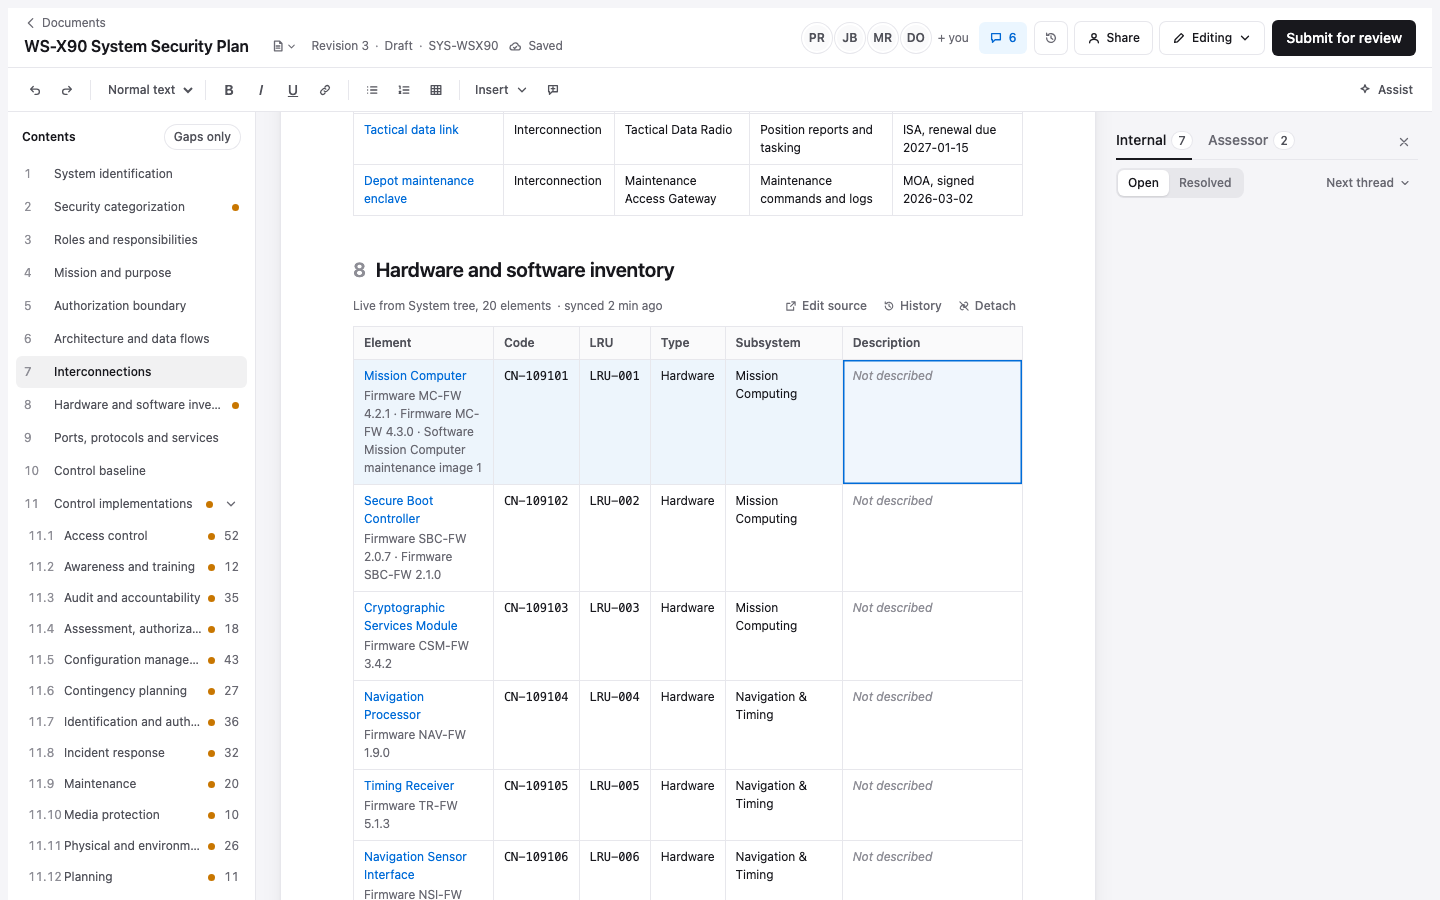 Documents
WS-X90 System Security Plan
Revision 3 · Draft · SYS-WSX90 Saved
PR JB MR DO + you
6
Share
Editing
Submit for review
Normal text
B I U
Insert
Assist
Contents
Gaps only
1 System identification
2 Security categorization
3 Roles and responsibilities
4 Mission and purpose
5 Authorization boundary
6 Architecture and data flows
7 Interconnections
8 Hardware and software inve...
9 Ports, protocols and services
10 Control baseline
11 Control implementations
11.1 Access control 52
11.2 Awareness and training 12
11.3 Audit and accountability 35
11.4 Assessment, authoriza... 18
11.5 Configuration manage... 43
11.6 Contingency planning 27
11.7 Identification and auth... 36
11.8 Incident response 32
11.9 Maintenance 20
11.10 Media protection 10
11.11 Physical and environm... 26
11.12 Planning 11
Tactical data link
Interconnection
Tactical Data Radio
Position reports and
tasking
ISA, renewal due
2027-01-15
Depot maintenance
enclave
Interconnection
Maintenance
Access Gateway
Maintenance
commands and logs
MOA, signed
2026-03-02
8 Hardware and software inventory
Live from System tree, 20 elements · synced 2 min ago
Edit source
History
Detach
Element Code LRU Type Subsystem Description
Mission Computer
Firmware MC-FW
4.2.1 · Firmware MC-
FW 4.3.0 · Software
Mission Computer
maintenance image 1
CN-109101
LRU-001
Hardware
Mission
Computing
Not described
Secure Boot
Controller
Firmware SBC-FW
2.0.7 · Firmware
SBC-FW 2.1.0
CN-109102
LRU-002
Hardware
Mission
Computing
Not described
Cryptographic
Services Module
Firmware CSM-FW
3.4.2
CN-109103
LRU-003
Hardware
Mission
Computing
Not described
Navigation
Processor
Firmware NAV-FW
1.9.0
CN-109104
LRU-004
Hardware
Navigation &
Timing
Not described
Timing Receiver
Firmware TR-FW
5.1.3
CN-109105
LRU-005
Hardware
Navigation &
Timing
Not described
Navigation Sensor
Interface
Firmware NSI-FW
CN-109106
LRU-006
Hardware
Navigation &
Timing
Not described
Internal 7
Assessor 2
Open
Resolved
Next thread